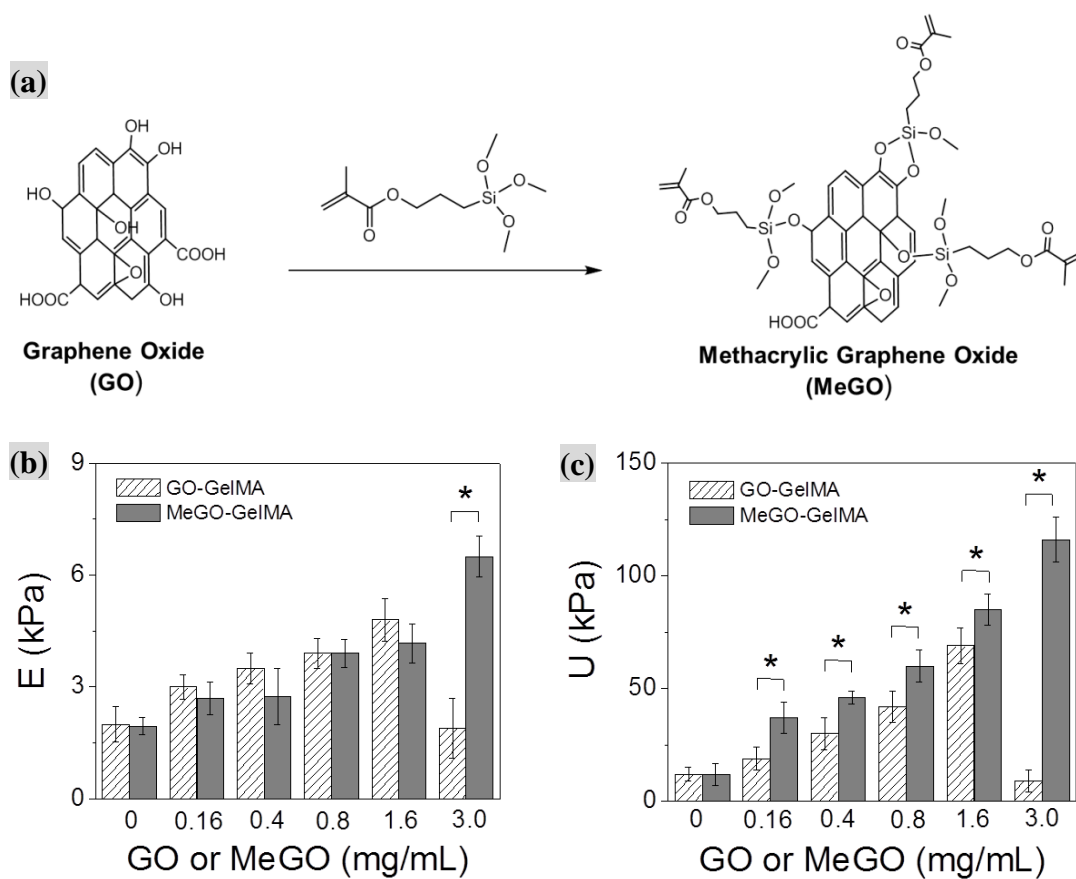 (a)
OH
OH
OH
HO
OH
COOH
O
HOOC
OH
Graphene Oxide
(GO)
O
O
O
Si
O
O
O
O
Si
O
O
O
O
O
O
Si
O
O
O
O
Si
O
O
O
O
HOOC
Methacrylic Graphene Oxide
(MeGO)
(b)
9
6
3
0
E (kPa)
GO-GelMA
MeGO-GelMA
*
0 0.16 0.4 0.8 1.6 3.0
GO or MeGO (mg/mL)
(c)
150
100
50
0
U (kPa)
GO-GelMA
MeGO-GelMA
* * * * *
0 0.16 0.4 0.8 1.6 3.0
GO or MeGO (mg/mL)